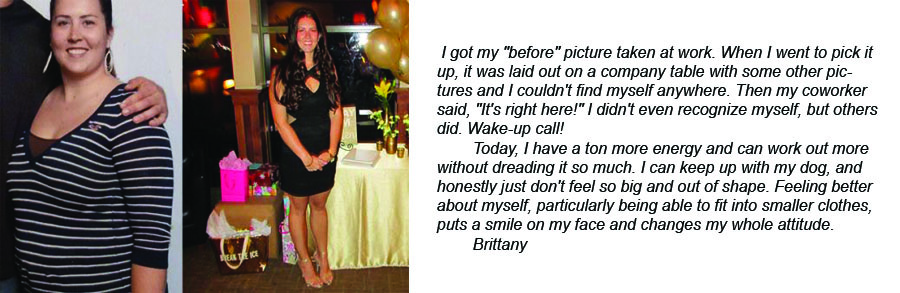 I got my "before" picture taken at work. When I went to pick it
up, it was laid out on a company table with some other pic-
tures and I couldn't find myself anywhere. Then my coworker
said, "It's right here!" I didn't even recognize myself, but others
did. Wake-up call!
Today, I have a ton more energy and can work out more
without dreading it so much. I can keep up with my dog, and
honestly just don't feel so big and out of shape. Feeling better
about myself, particularly being able to fit into smaller clothes,
puts a smile on my face and changes my whole attitude.
Brittany
BREAK THE ICE